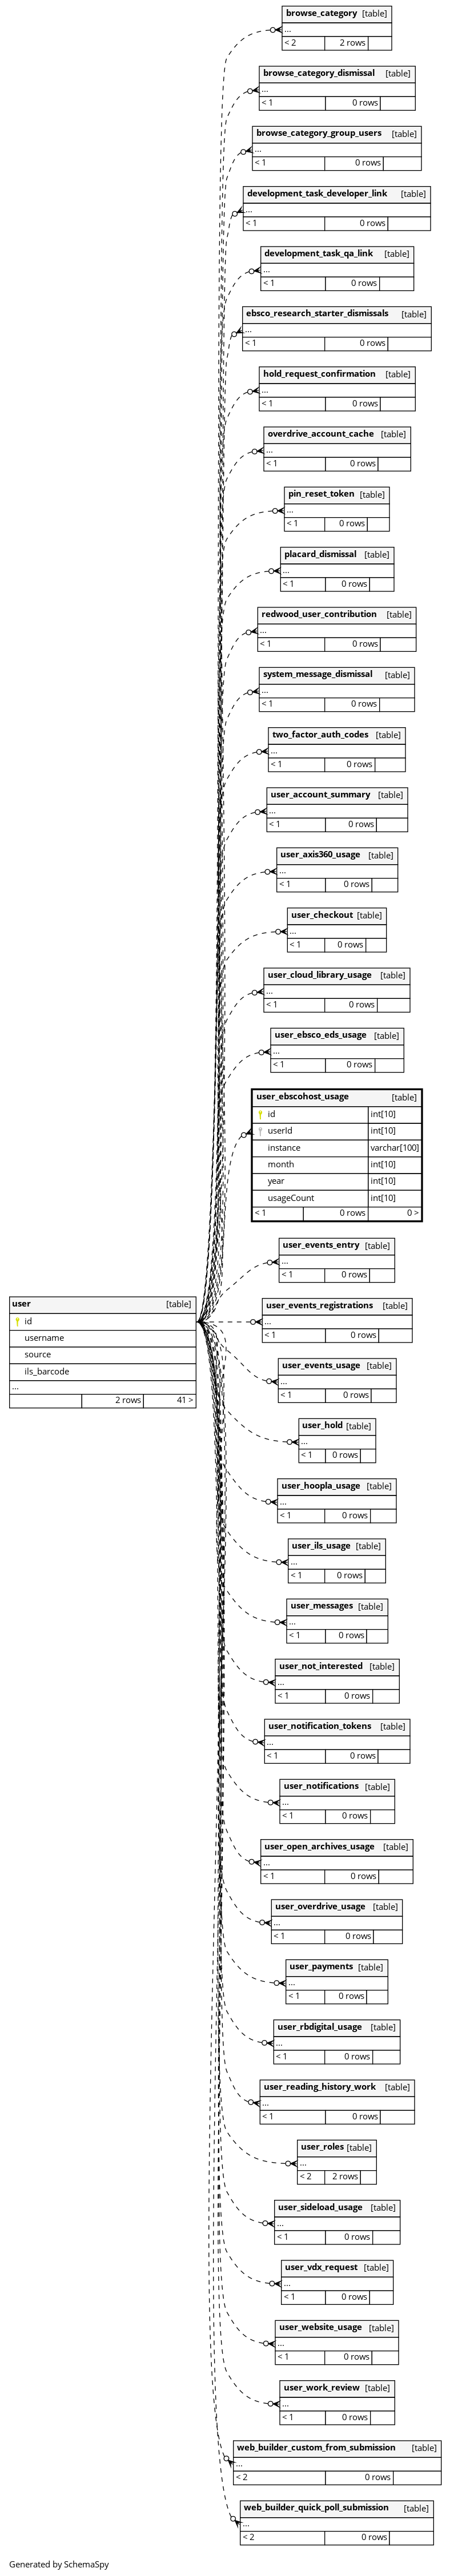 browse_category [table]
...
< 2 2 rows
browse_category_dismissal [table]
...
< 1 0 rows
browse_category_group_users [table]
...
< 1 0 rows
development_task_developer_link [table]
...
< 1 0 rows
development_task_qa_link [table]
...
< 1 0 rows
ebsco_research_starter_dismissals [table]
...
< 1 0 rows
hold_request_confirmation [table]
...
< 1 0 rows
overdrive_account_cache [table]
...
< 1 0 rows
pin_reset_token [table]
...
< 1 0 rows
placard_dismissal [table]
...
< 1 0 rows
redwood_user_contribution [table]
...
< 1 0 rows
system_message_dismissal [table]
...
< 1 0 rows
two_factor_auth_codes [table]
...
< 1 0 rows
user_account_summary [table]
...
< 1 0 rows
user_axis360_usage [table]
...
< 1 0 rows
user_checkout [table]
...
< 1 0 rows
user_cloud_library_usage [table]
...
< 1 0 rows
user_ebsco_eds_usage [table]
...
< 1 0 rows
user_ebscohost_usage [table]
id int[10]
userId int[10]
instance varchar[100]
month int[10]
year int[10]
usageCount int[10]
< 1 0 rows 0 >
user_events_entry [table]
...
< 1 0 rows
user [table]
id
username
source
ils_barcode
...
2 rows 41 >
user_events_registrations [table]
...
< 1 0 rows
user_events_usage [table]
...
< 1 0 rows
user_hold [table]
...
< 1 0 rows
user_hoopla_usage [table]
...
< 1 0 rows
user_ils_usage [table]
...
< 1 0 rows
user_messages [table]
...
< 1 0 rows
user_not_interested [table]
...
< 1 0 rows
user_notification_tokens [table]
...
< 1 0 rows
user_notifications [table]
...
< 1 0 rows
user_open_archives_usage [table]
...
< 1 0 rows
user_overdrive_usage [table]
...
< 1 0 rows
user_payments [table]
...
< 1 0 rows
user_rbdigital_usage [table]
...
< 1 0 rows
user_reading_history_work [table]
...
< 1 0 rows
user_roles [table]
...
< 2 2 rows
user_sideload_usage [table]
...
< 1 0 rows
user_vdx_request [table]
...
< 1 0 rows
user_website_usage [table]
...
< 1 0 rows
user_work_review [table]
...
< 1 0 rows
web_builder_custom_from_submission [table]
...
< 2 0 rows
web_builder_quick_poll_submission [table]
...
< 2 0 rows
Generated by SchemaSpy